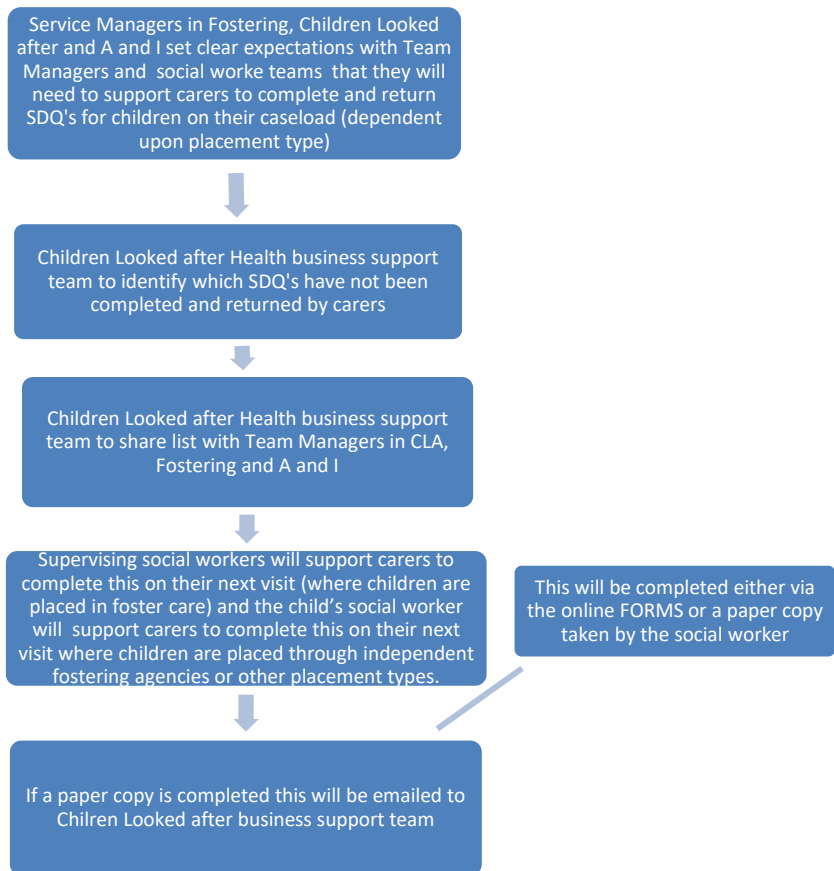 Service Managers in Fostering, Children Looked
after and A and I set clear expectations with Team
Managers and  social worke teams  that they will
need to support carers to complete and return
SDQ's for children on their caseload (dependent
upon placement type)
Children Looked after Health business support
team to identify which SDQ's have not been
completed and returned by carers
Children Looked after Health business support
team to share list with Team Managers in CLA,
Fostering and A and I
Supervising social workers will support carers to
complete this on their next visit (where children are
placed in foster care) and the child’s social worker
will  support carers to complete this on their next
visit where children are placed through independent
fostering agencies or other placement types.
This will be completed either via
the online FORMS or a paper copy
taken by the social worker
If a paper copy is completed this will be emailed to
Chilren Looked after business support
team